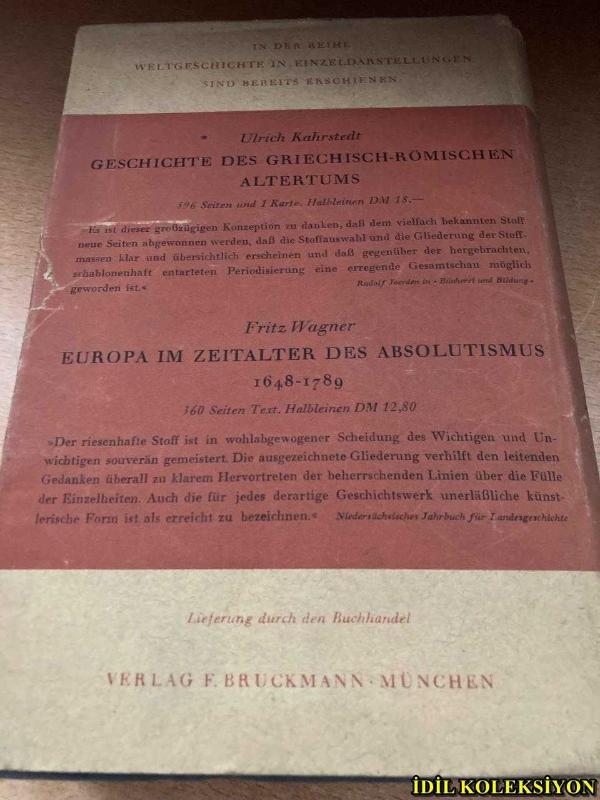 IN DER REIHE
WELTGESCHICHTE IN EINZELDARSTELLUNGEN
SIND BEREITS ERSCHIENEN:
* Ulrich Kahrstedt
GESCHICHTE DES GRIECHISCH-RÖMISCHEN
ALTERTUMS
596 Seiten und 1 Karte. Halbleinen DM 18.—
»Es ist dieser großzügigen Konzeption zu danken, daß dem vielfach bekannten Stoff
neue Seiten abgewonnen werden, daß die Stoffauswahl und die Gliederung der Stoff-
massen klar und übersichtlich erscheinen und daß gegenüber der hergebrachten,
schablonenhaft entarteten Periodisierung eine erregende Gesamtschau möglich
geworden ist.« Rudolf Joerden in »Bücherei und Bildung«
Fritz Wagner
EUROPA IM ZEITALTER DES ABSOLUTISMUS
1648-1789
360 Seiten Text. Halbleinen DM 12,80
»Der riesenhafte Stoff ist in wohlabgewogener Scheidung des Wichtigen und Un-
wichtigen souverän gemeistert. Die ausgezeichnete Gliederung verhilft den leitenden
Gedanken überall zu klarem Hervortreten der beherrschenden Linien über die Fülle
der Einzelheiten. Auch die für jedes derartige Geschichtswerk unerläßliche künst-
lerische Form ist als erreicht zu bezeichnen.« Niedersächsisches Jahrbuch für Landesgeschichte
Lieferung durch den Buchhandel
VERLAG F. BRUCKMANN · MÜNCHEN
İDİL KOLEKSİYON